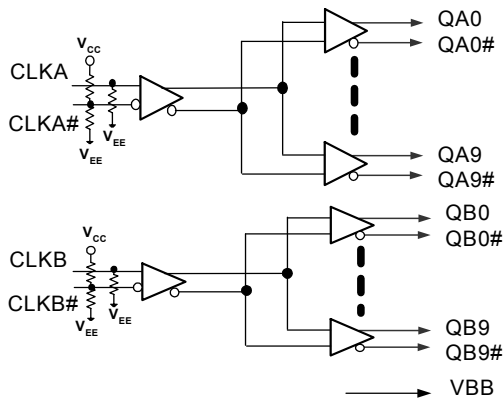 QA0
QA0#
VCC
CLKA
CLKA#
VEE
VEE
QA9
QA9#
QB0
QB0#
VCC
CLKB
CLKB#
VEE
VEE
QB9
QB9#
VBB